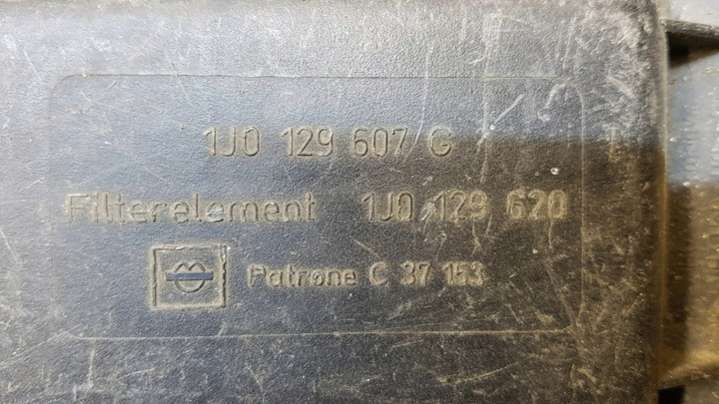 1J0 129 607 G
Filterelement 1J0 129 620
Patrone C 37 153